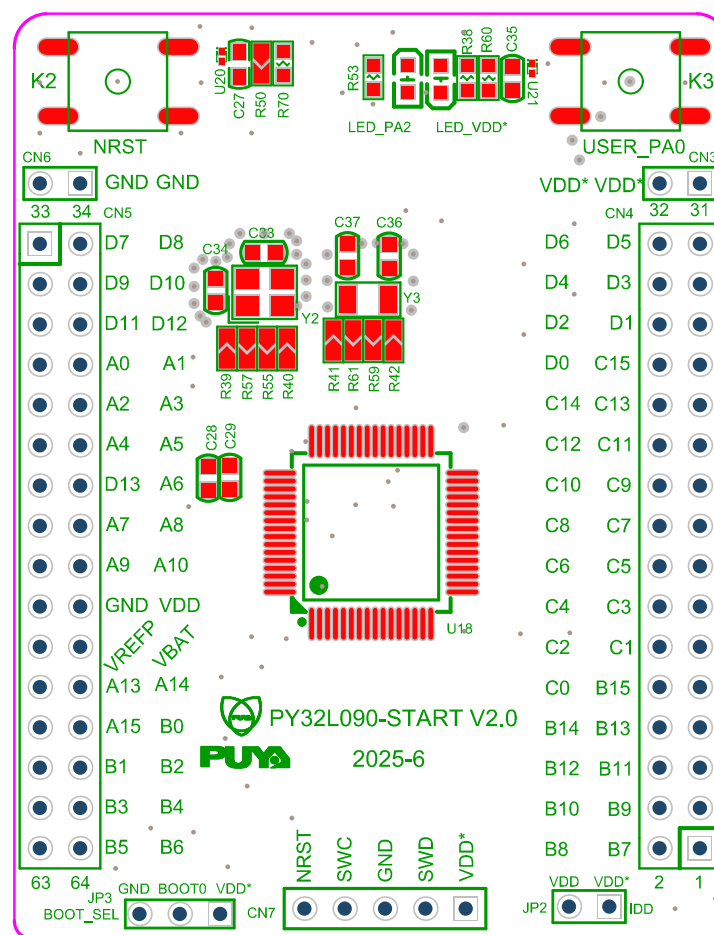 U20
C27
R50
R70
R53
R38
R60
C35
U21
K2
K3
LED_PA2
LED_VDD*
NRST
USER_PA0
CN6
CN3
GND GND
VDD* VDD*
33 34
CN5
CN4
32 31
D7 D8
D6 D5
D9 D10
D4 D3
D11 D12
D2 D1
A0 A1
D0 C15
A2 A3
C14 C13
A4 A5
C12 C11
D13 A6
C10 C9
A7 A8
C8 C7
A9 A10
C6 C5
GND VDD
C4 C3
VREFP VBAT
C2 C1
A13 A14
C0 B15
A15 B0
B14 B13
B1 B2
B12 B11
B3 B4
B10 B9
B5 B6
B8 B7
C33
C34
C37
C36
Y2
Y3
R39
R57
R55
R40
R41
R61
R59
R42
C28
C29
U18
PUYA
PY32L090-START V2.0
PUYA
2025-6
63 64
2 1
NRST
SWC
GND
SWD
VDD*
JP3
GND BOOT0 VDD*
BOOT_SEL
CN7
VDD VDD*
JP2
IDD